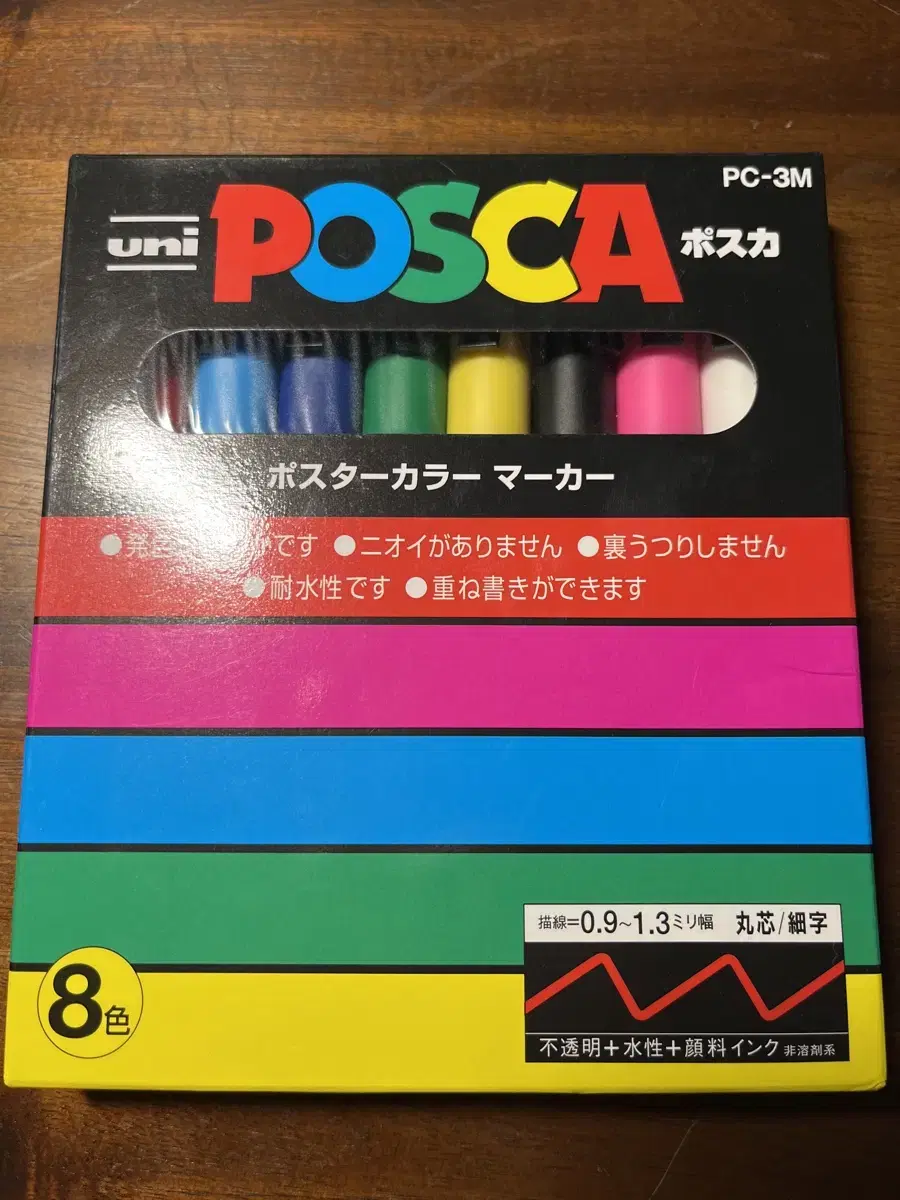 PC-3M
uni POSCA ポスカ
ポスターカラー マーカー
●発色 です ●ニオイがありません ●裏うつりしません
●耐水性です ●重ね書きができます
描線=0.9～1.3ミリ幅 丸芯/細字
不透明+水性+顔料インク 非溶剤系
8色